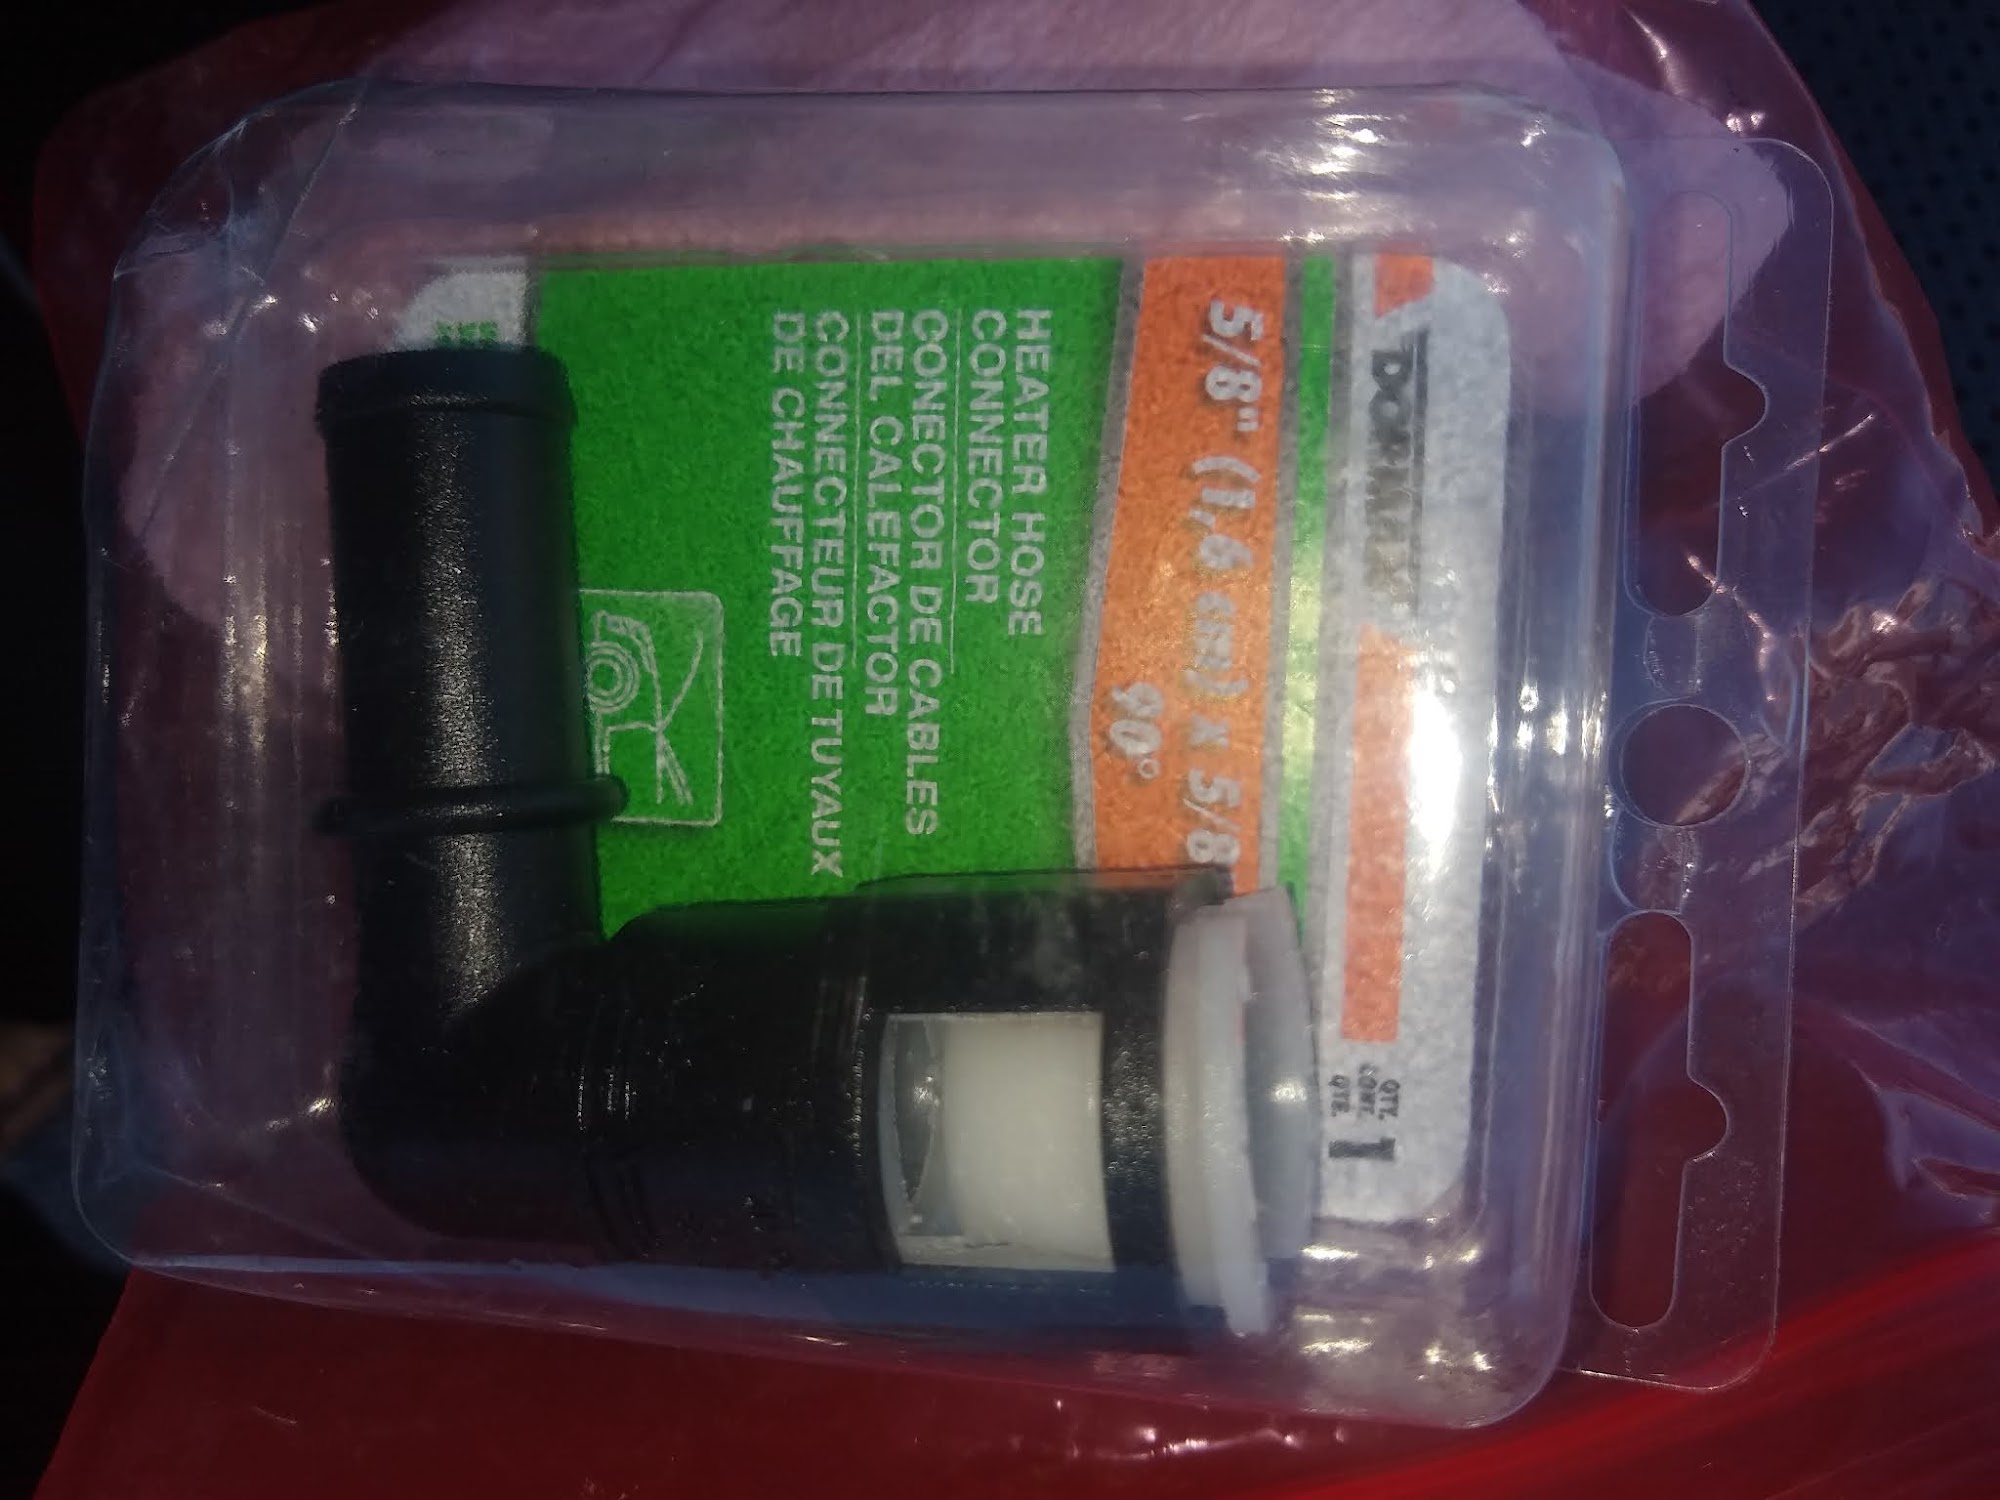 DORMAN
QTY.
CONT.
QTE.
1
5/8" (1,6 cm) x 5/8
90°
HEATER HOSE
CONNECTOR
CONECTOR DE CABLES
DEL CALEFACTOR
CONNECTEUR DE TUYAUX
DE CHAUFFAGE